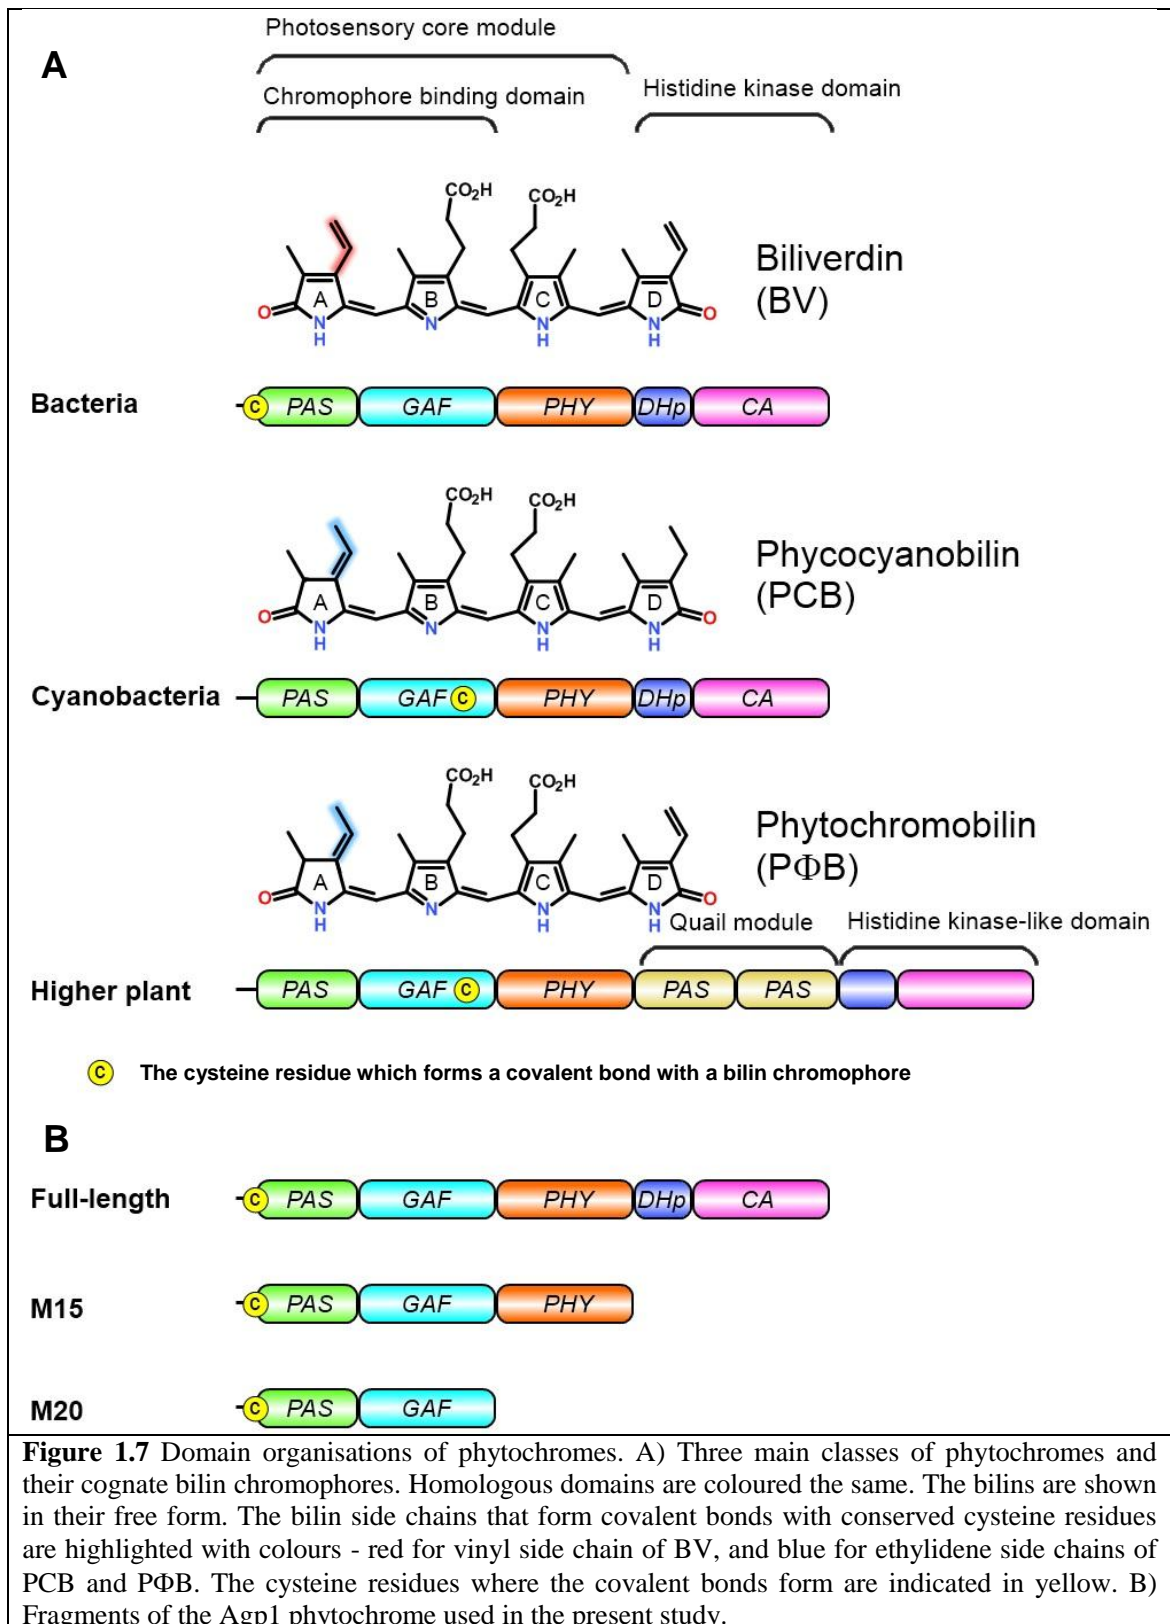 A
Photosensory core module
Chromophore binding domain
Histidine kinase domain
CO₂H
CO₂H
A
B
C
D
O
N
H
N
N
H
N
H
O
Biliverdin
(BV)
Bacteria
C
PAS
GAF
PHY
DHp
CA
CO₂H
CO₂H
A
B
C
D
O
N
H
N
N
H
N
H
O
Phycocyanobilin
(PCB)
Cyanobacteria
PAS
GAF
C
PHY
DHp
CA
CO₂H
CO₂H
A
B
C
D
O
N
H
N
N
H
N
H
O
Phytochromobilin
(PΦB)
Quail module
Histidine kinase-like domain
Higher plant
PAS
GAF
C
PHY
PAS
PAS
C
The cysteine residue which forms a covalent bond with a bilin chromophore
B
Full-length
C
PAS
GAF
PHY
DHp
CA
M15
C
PAS
GAF
PHY
M20
C
PAS
GAF
Figure 1.7 Domain organisations of phytochromes. A) Three main classes of phytochromes and
their cognate bilin chromophores. Homologous domains are coloured the same. The bilins are shown
in their free form. The bilin side chains that form covalent bonds with conserved cysteine residues
are highlighted with colours - red for vinyl side chain of BV, and blue for ethylidene side chains of
PCB and PΦB. The cysteine residues where the covalent bonds form are indicated in yellow. B)
Fragments of the Agp1 phytochrome used in the present study.